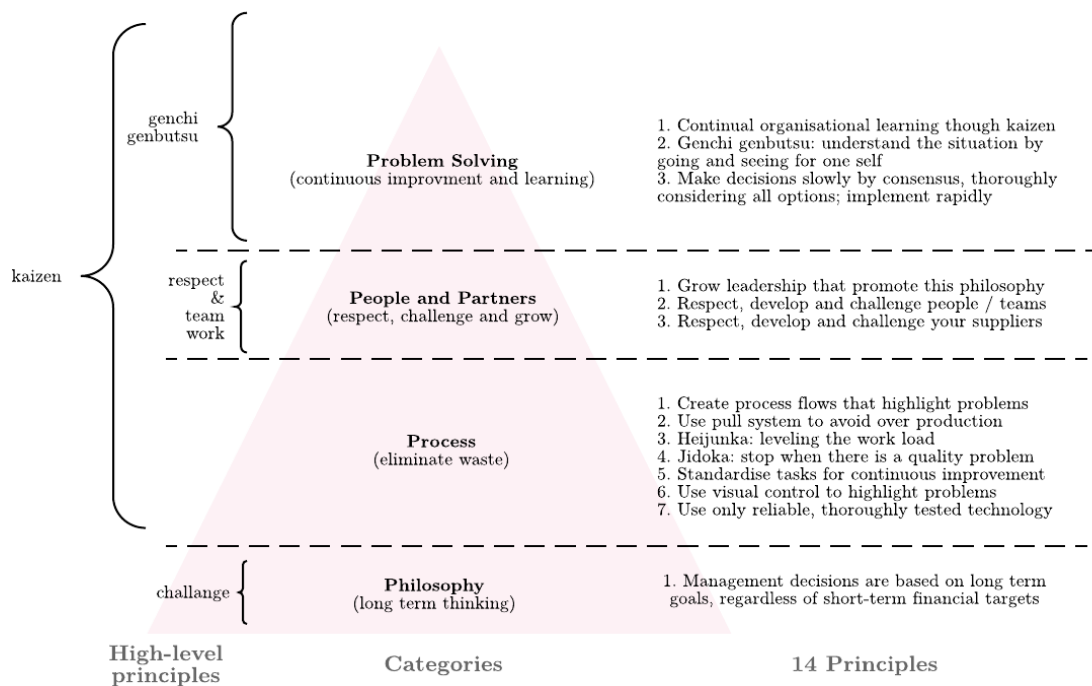 genchi
genbutsu
Problem Solving
(continuous improvment and learning)
1. Continual organisational learning though kaizen
2. Genchi genbutsu: understand the situation by
going and seeing for one self
3. Make decisions slowly by consensus, thoroughly
considering all options; implement rapidly
kaizen
respect
&
team
work
People and Partners
(respect, challenge and grow)
1. Grow leadership that promote this philosophy
2. Respect, develop and challenge people / teams
3. Respect, develop and challenge your suppliers
Process
(eliminate waste)
1. Create process flows that highlight problems
2. Use pull system to avoid over production
3. Heijunka: leveling the work load
4. Jidoka: stop when there is a quality problem
5. Standardise tasks for continuous improvement
6. Use visual control to highlight problems
7. Use only reliable, thoroughly tested technology
challange
Philosophy
(long term thinking)
1. Management decisions are based on long term
goals, regardless of short-term financial targets
High-level
principles
Categories
14 Principles